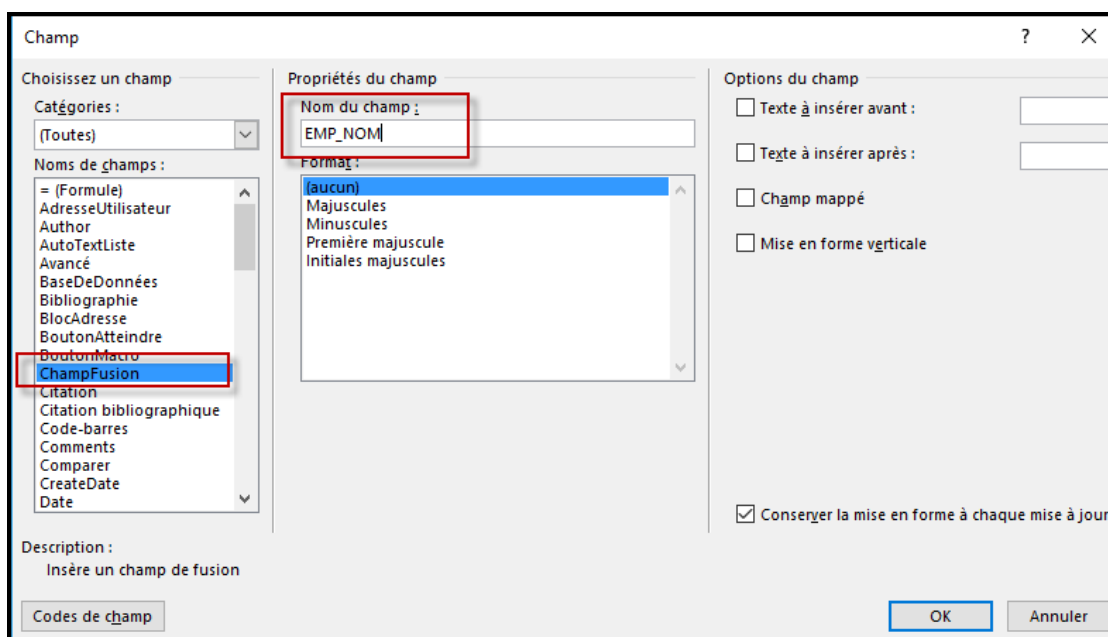 Champ
?
Choisissez un champ
Catégories :
(Toutes)
Noms de champs :
= (Formule)
AdresseUtilisateur
Author
AutoTextListe
Avancé
BaseDeDonnées
Bibliographie
BlocAdresse
BoutonAtteindre
BoutonMacro
ChampFusion
Citation
Citation bibliographique
Code-barres
Comments
Comparer
CreateDate
Date
Propriétés du champ
Nom du champ :
EMP_NOM
Format :
(aucun)
Majuscules
Minuscules
Première majuscule
Initiales majuscules
Options du champ
Texte à insérer avant :
Texte à insérer après :
Champ mappé
Mise en forme verticale
Conserver la mise en forme à chaque mise à jour
Description :
Insère un champ de fusion
Codes de champ
OK
Annuler